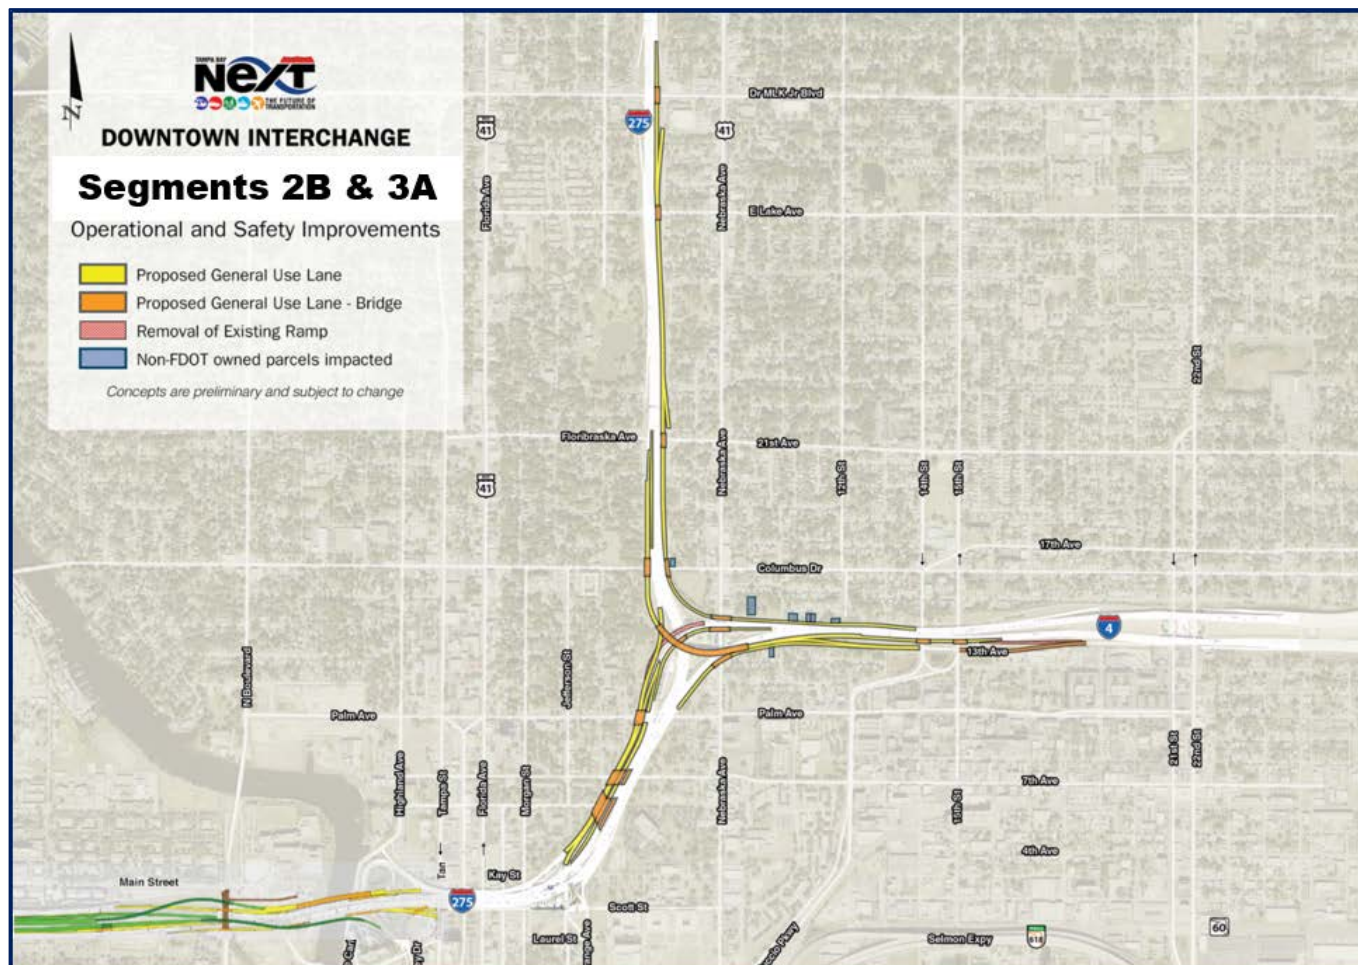 N
TAMPA BAY
NexT
THE FUTURE OF
TRANSPORTATION
DOWNTOWN INTERCHANGE
Segments 2B & 3A
Operational and Safety Improvements
Proposed General Use Lane
Proposed General Use Lane - Bridge
Removal of Existing Ramp
Non-FDOT owned parcels impacted
Concepts are preliminary and subject to change
41
275
41
Dr MLK Jr Blvd
Florida Ave
Nebraska Ave
E Lake Ave
22nd St
Floribraska Ave
21st Ave
41
Nebraska Ave
12th St
14th St
15th St
17th Ave
Columbus Dr
4
13th Ave
N Boulevard
Jefferson St
Palm Ave
Palm Ave
21st St
22nd St
Highland Ave
Tampa St
Florida Ave
Morgan St
Nebraska Ave
7th Ave
15th St
4th Ave
Tan
Main Street
Kay St
275
Scott St
Laurel St
ange Ave
Selmon Expy
618
60
ccio Pkwy